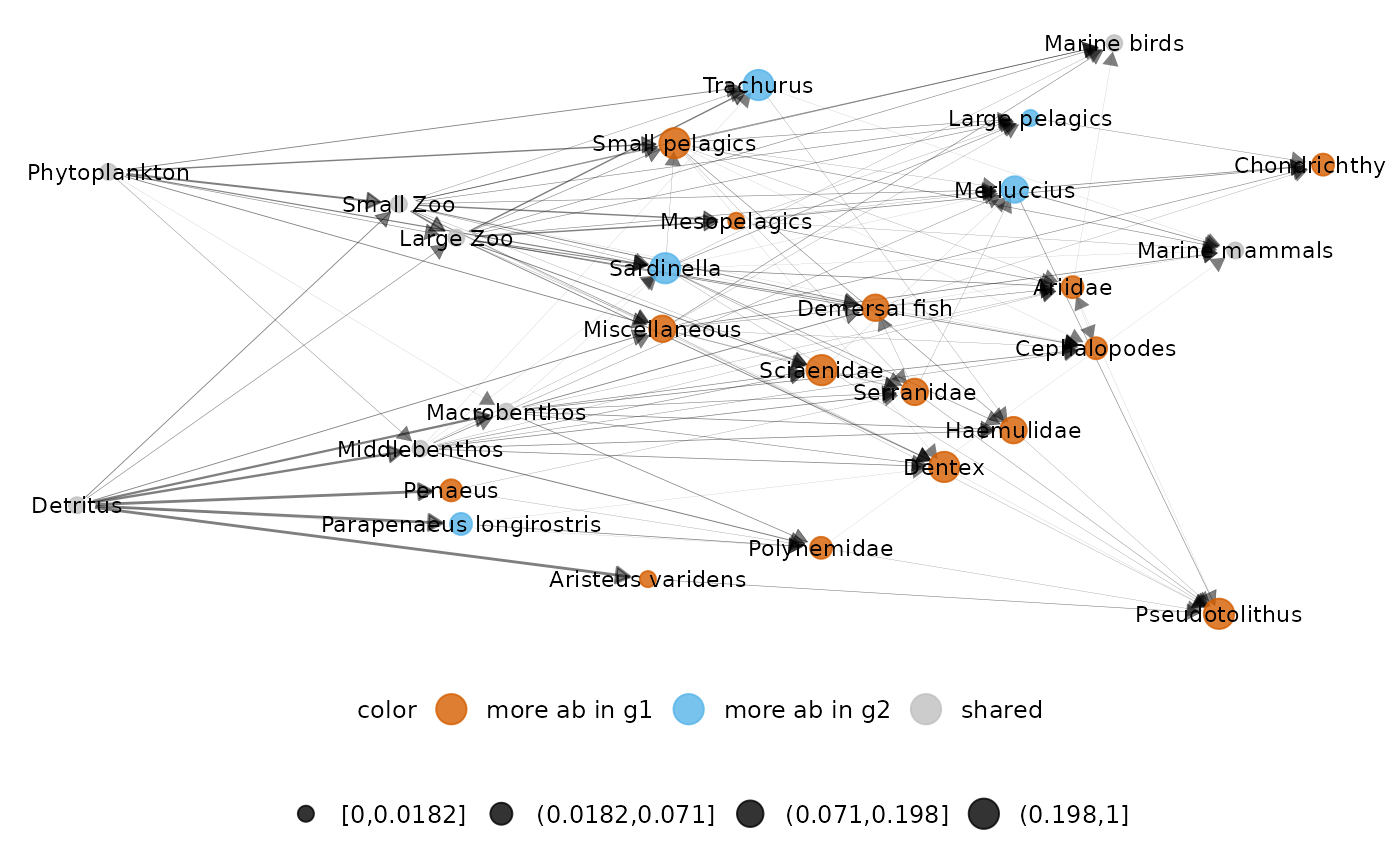 Marine birds
Trachurus
Large pelagics
Small pelagics
Chondrichthy
Phytoplankton
Merluccius
Small Zoo
Mesopelagics
Large Zoo
Marine mammals
Sardinella
Ariidae
Demersal fish
Miscellaneous
Cephalopodes
Sciaenidae
Serranidae
Macrobenthos
Haemulidae
Middlebenthos
Dentex
Penaeus
Detritus
Parapenaeus longirostris
Polynemidae
Aristeus varidens
Pseudotolithus
color more ab in g1 more ab in g2 shared
[0,0.0182] (0.0182,0.071] (0.071,0.198] (0.198,1]